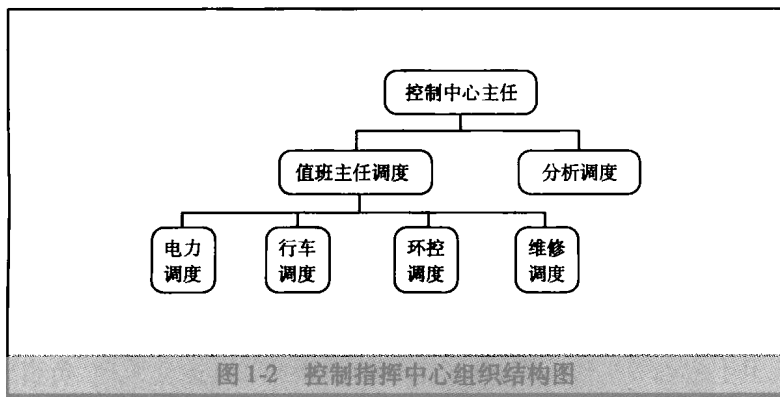 控制中心主任
值班主任调度
分析调度
电力
调度
行车
调度
环控
调度
维修
调度
图 1-2 控制指挥中心组织结构图